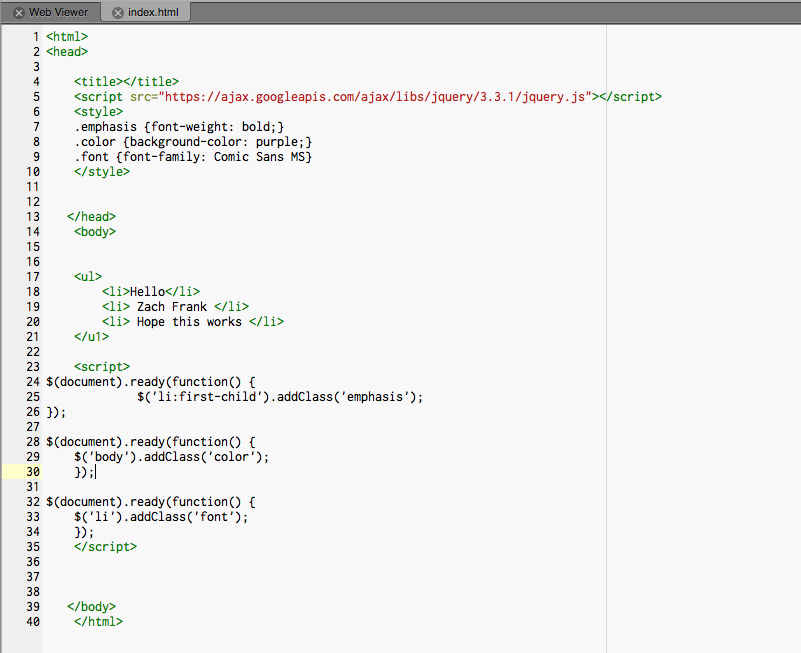 Web Viewer index.html
1 <html>
2 <head>
3
4 <title></title>
5 <script src="https://ajax.googleapis.com/ajax/libs/jquery/3.3.1/jquery.js"></script>
6 <style>
7 .emphasis {font-weight: bold;}
8 .color {background-color: purple;}
9 .font {font-family: Comic Sans MS}
10 </style>
11
12
13 </head>
14 <body>
15
16
17 <ul>
18 <li>Hello</li>
19 <li> Zach Frank </li>
20 <li> Hope this works </li>
21 </u1>
22
23 <script>
24 $(document).ready(function() {
25 $('li:first-child').addClass('emphasis');
26 });
27
28 $(document).ready(function() {
29 $('body').addClass('color');
30 });
31
32 $(document).ready(function() {
33 $('li').addClass('font');
34 });
35 </script>
36
37
38
39 </body>
40 </html>